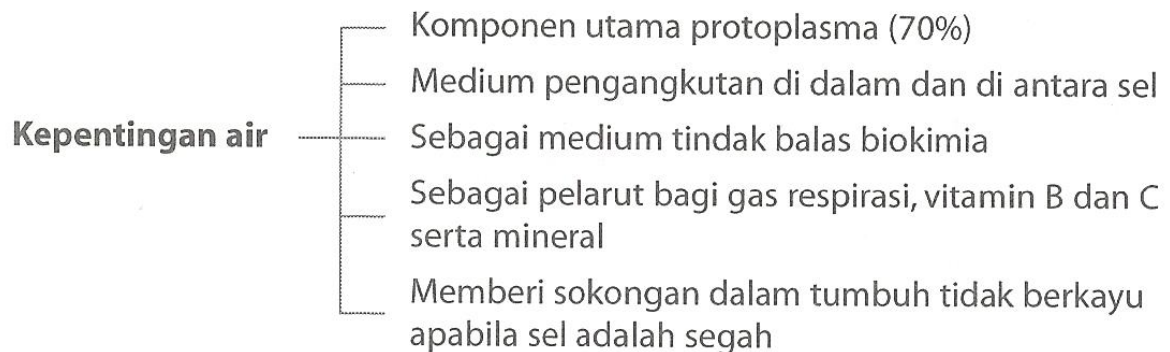 Kepentingan air
Komponen utama protoplasma (70%)
Medium pengangkutan di dalam dan di antara sel
Sebagai medium tindak balas biokimia
Sebagai pelarut bagi gas respirasi, vitamin B dan C
serta mineral
Memberi sokongan dalam tumbuh tidak berkayu
apabila sel adalah segah